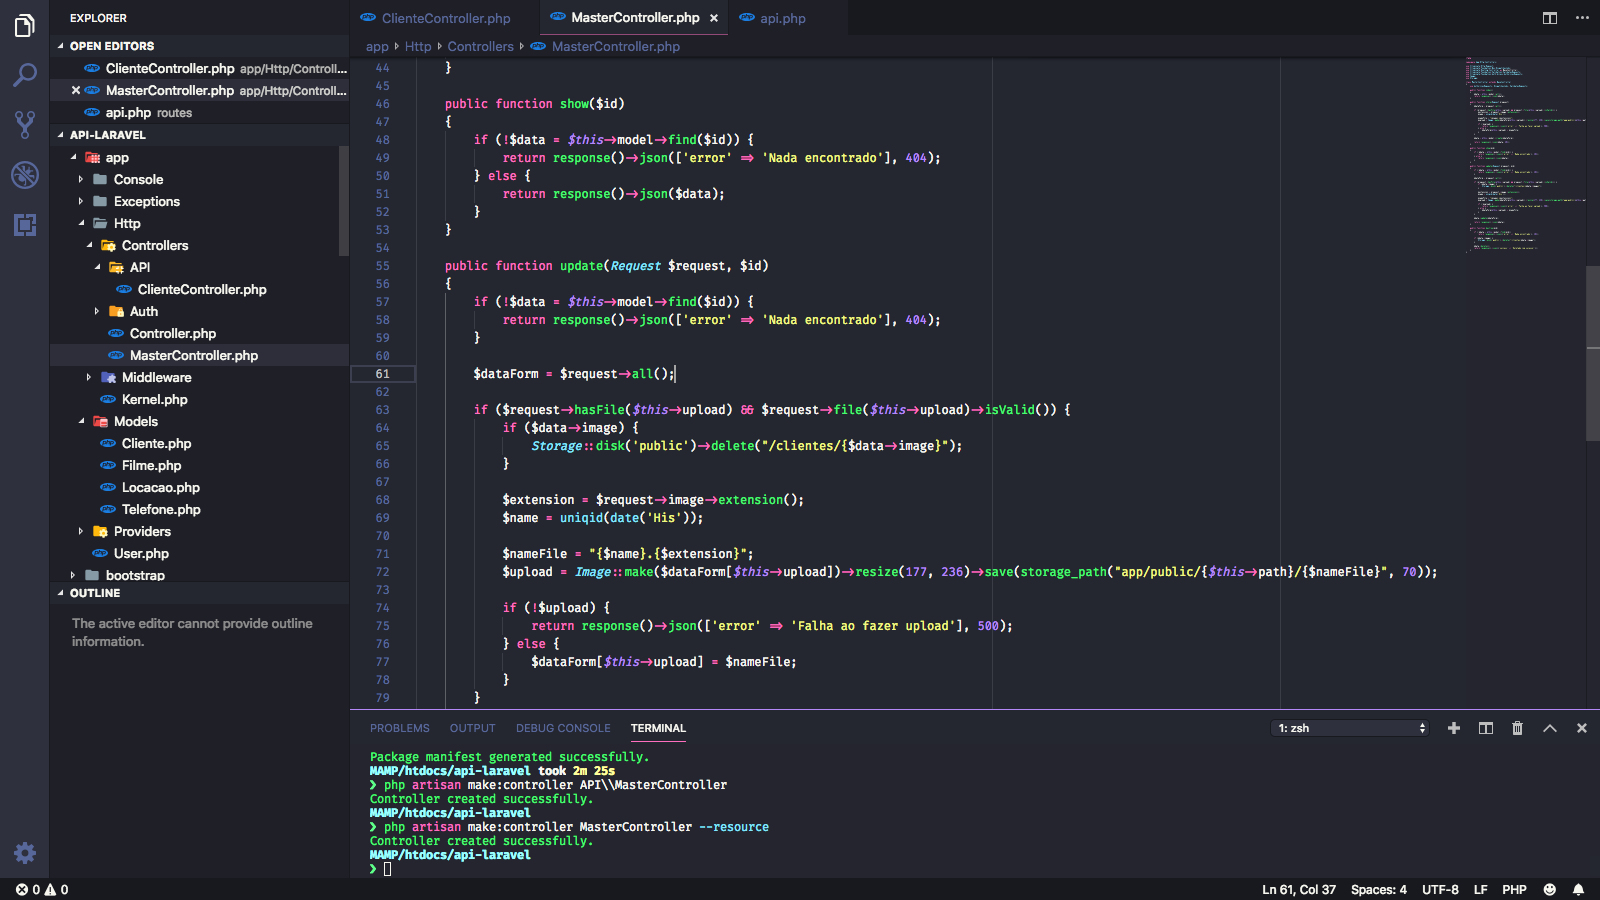 EXPLORER
OPEN EDITORS
ClienteController.php app/Http/Controll...
MasterController.php app/Http/Controll...
api.php routes
API-LARAVEL
app
Console
Exceptions
Http
Controllers
API
ClienteController.php
Auth
Controller.php
MasterController.php
Middleware
Kernel.php
Models
Cliente.php
Filme.php
Locacao.php
Telefone.php
Providers
User.php
bootstrap
OUTLINE
The active editor cannot provide outline
information.
ClienteController.php MasterController.php × api.php
app Http Controllers MasterController.php
44 }
45
46 public function show($id)
47 {
48 if (!$data = $this->model->find($id)) {
49 return response()->json(['error' => 'Nada encontrado'], 404);
50 } else {
51 return response()->json($data);
52 }
53 }
54
55 public function update(Request $request, $id)
56 {
57 if (!$data = $this->model->find($id)) {
58 return response()->json(['error' => 'Nada encontrado'], 404);
59 }
60
61 $dataForm = $request->all();
62
63 if ($request->hasFile($this->upload) && $request->file($this->upload)->isValid()) {
64 if ($data->image) {
65 Storage::disk('public')->delete("/clientes/{$data->image}");
66 }
67
68 $extension = $request->image->extension();
69 $name = uniqid(date('His'));
70
71 $nameFile = "{$name}.{$extension}";
72 $upload = Image::make($dataForm[$this->upload])->resize(177, 236)->save(storage_path("app/public/{$this->path}/{$nameFile}", 70));
73
74 if (!$upload) {
75 return response()->json(['error' => 'Falha ao fazer upload'], 500);
76 } else {
77 $dataForm[$this->upload] = $nameFile;
78 }
79 }
PROBLEMS OUTPUT DEBUG CONSOLE TERMINAL 1: zsh
Package manifest generated successfully.
MAMP/htdocs/api-laravel took 2m 25s
❯ php artisan make:controller API\\MasterController
Controller created successfully.
MAMP/htdocs/api-laravel
❯ php artisan make:controller MasterController --resource
Controller created successfully.
MAMP/htdocs/api-laravel
❯
0 0 Ln 61, Col 37 Spaces: 4 UTF-8 LF PHP